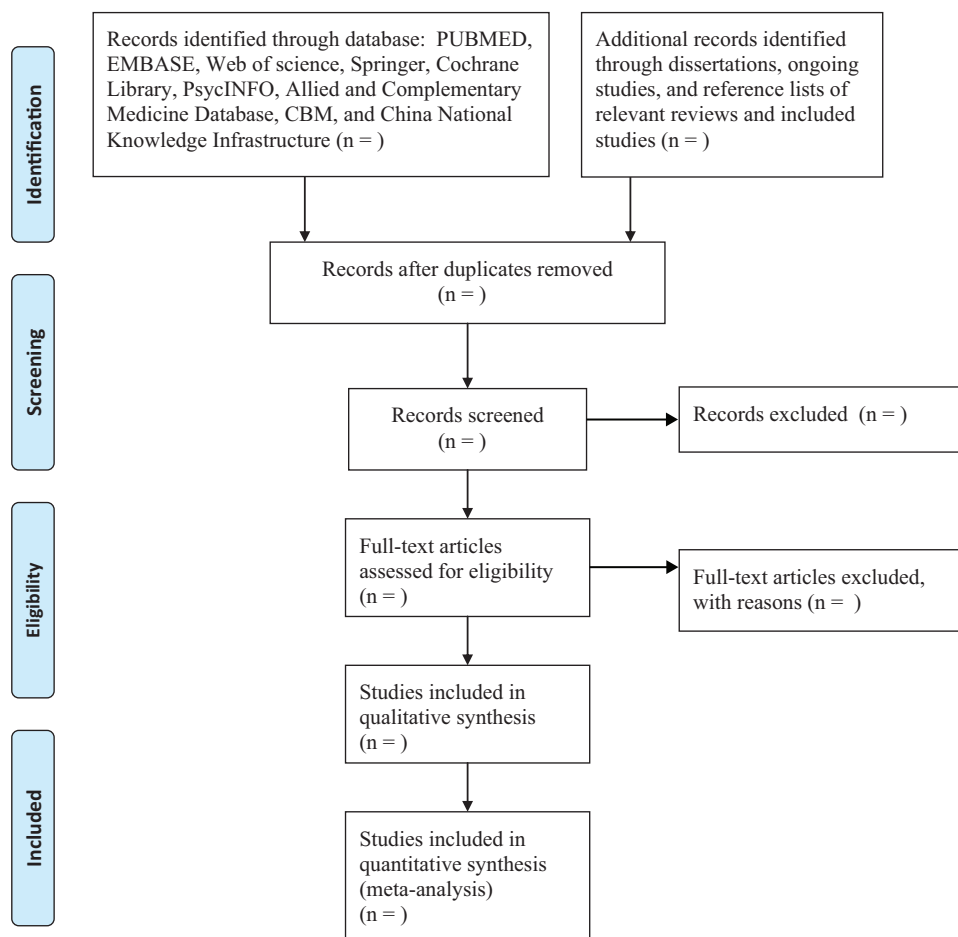 Identification
Records identified through database:  PUBMED,
EMBASE, Web of science, Springer, Cochrane
Library, PsycINFO, Allied and Complementary
Medicine Database, CBM, and China National
Knowledge Infrastructure (n = )
Additional records identified
through dissertations, ongoing
studies, and reference lists of
relevant reviews and included
studies (n = )
Records after duplicates removed
(n = )
Screening
Records screened
(n = )
Records excluded  (n = )
Eligibility
Full-text articles
assessed for eligibility
(n = )
Full-text articles excluded,
with reasons (n =  )
Studies included in
qualitative synthesis
(n = )
Included
Studies included in
quantitative synthesis
(meta-analysis)
(n = )